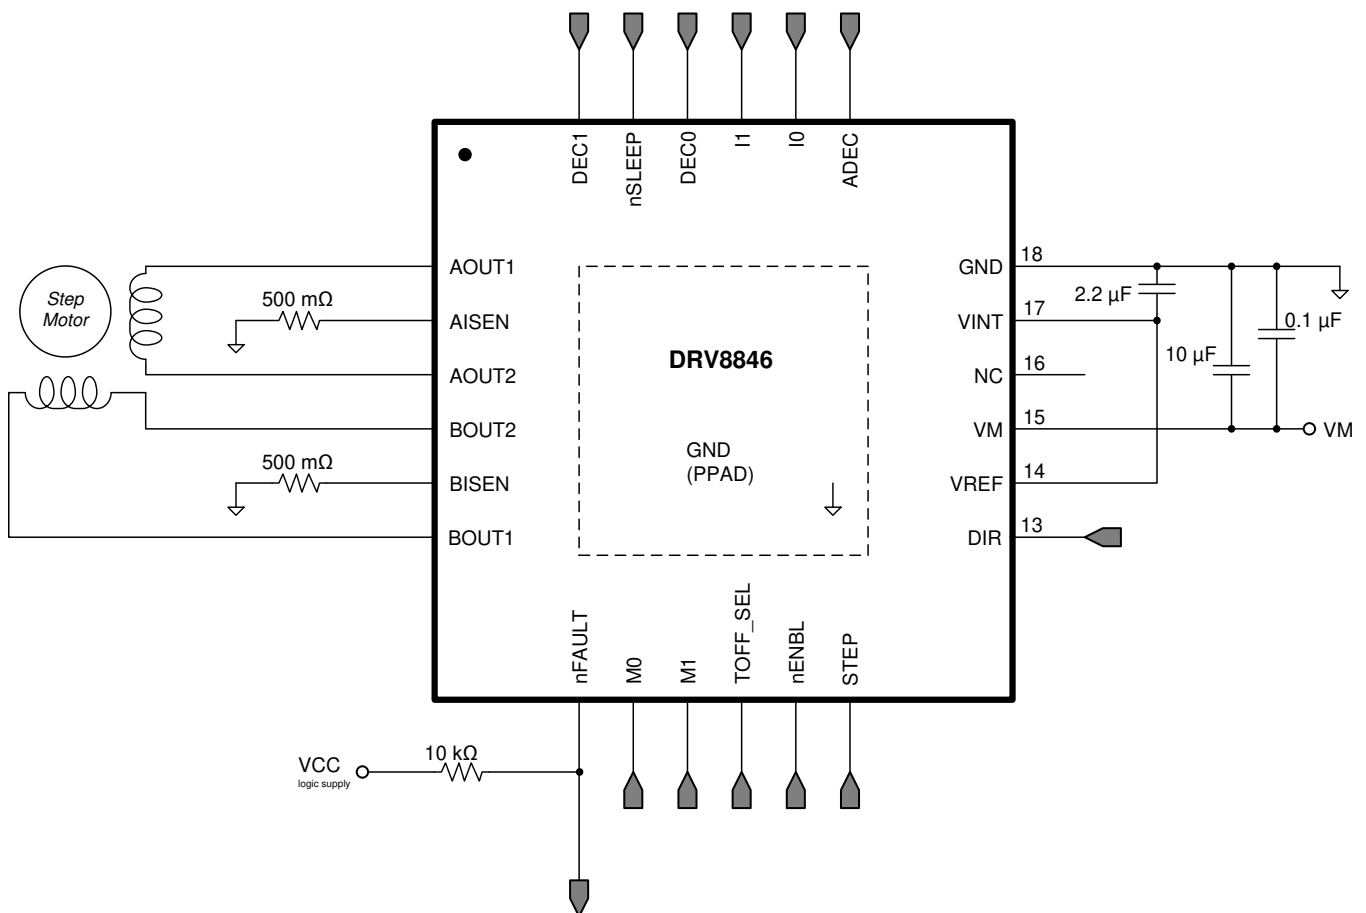 DEC1
nSLEEP
DEC0
I1
I0
ADEC
AOUT1
GND
18
Step
Motor
500 mΩ
AISEN
VINT
17
2.2 µF
0.1 µF
DRV8846
AOUT2
NC
16
10 µF
BOUT2
VM
15
VM
GND
(PPAD)
500 mΩ
BISEN
VREF
14
BOUT1
DIR
13
nFAULT
M0
M1
TOFF_SEL
nENBL
STEP
10 kΩ
VCC
logic supply